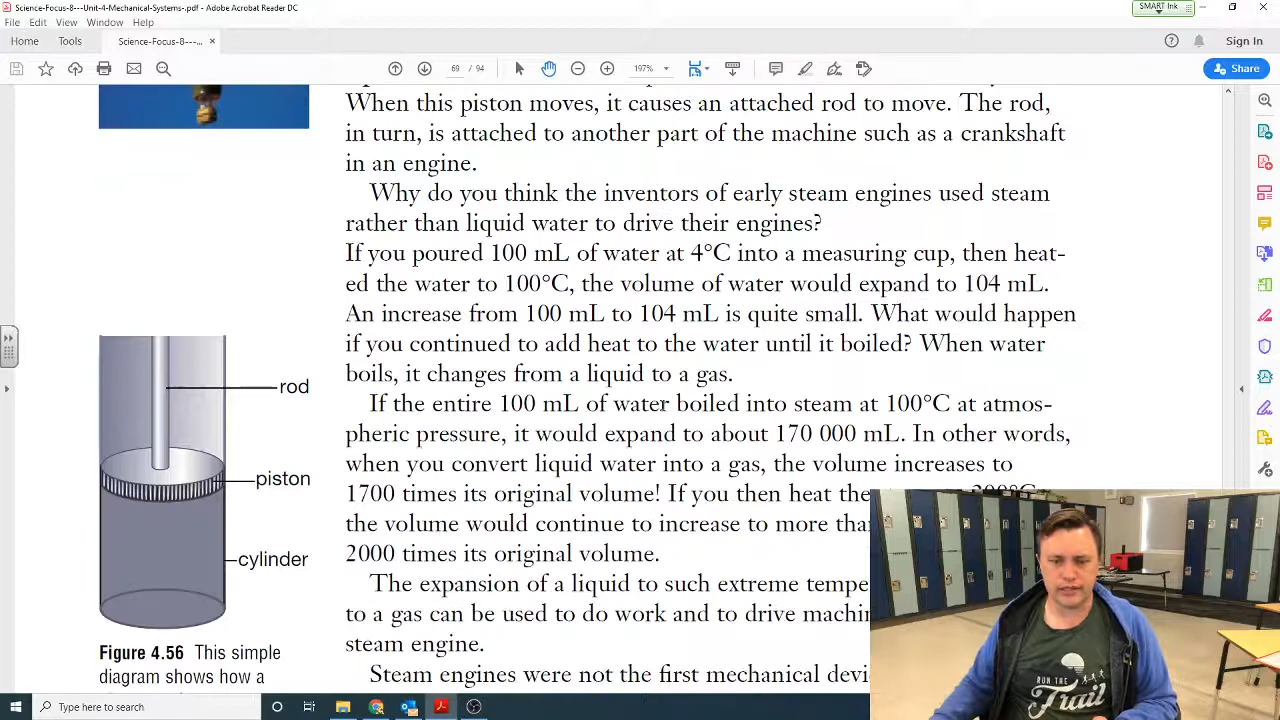 Science-Focus-8---Unit-4-Mechanical-Systems-.pdf - Adobe Acrobat Reader DC
SMART Ink
File Edit View Window Help
Home Tools Science-Focus-8---... Sign In
69 / 94 197% Share
When this piston moves, it causes an attached rod to move. The rod,
in turn, is attached to another part of the machine such as a crankshaft
in an engine.
Why do you think the inventors of early steam engines used steam
rather than liquid water to drive their engines?
If you poured 100 mL of water at 4°C into a measuring cup, then heat-
ed the water to 100°C, the volume of water would expand to 104 mL.
An increase from 100 mL to 104 mL is quite small. What would happen
if you continued to add heat to the water until it boiled? When water
boils, it changes from a liquid to a gas.
If the entire 100 mL of water boiled into steam at 100°C at atmos-
pheric pressure, it would expand to about 170 000 mL. In other words,
when you convert liquid water into a gas, the volume increases to
1700 times its original volume! If you then heat the
the volume would continue to increase to more than
2000 times its original volume.
The expansion of a liquid to such extreme
to a gas can be used to do work and to drive
steam engine.
Steam engines were not the first mechanical
rod
piston
cylinder
Figure 4.56 This simple
diagram shows how a
RUN THE
Trail
Type here to search